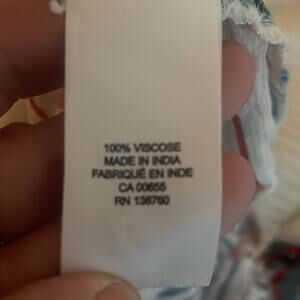 100% VISCOSE
MADE IN INDIA
FABRIQUÉ EN INDE
CA 00655
RN 138760